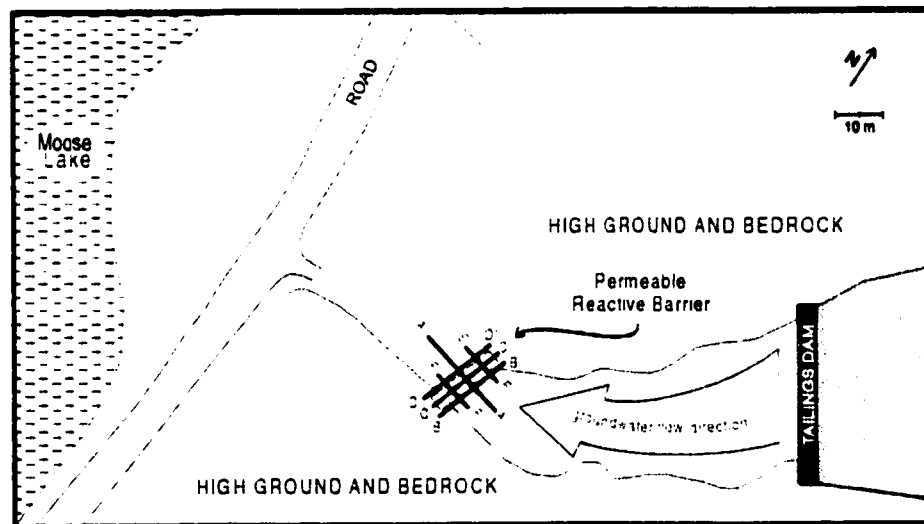 N
ROAD
10 m
Moose
Lake
HIGH GROUND AND BEDROCK
Permeable
Reactive Barrier
TAILINGS DAM
groundwater flow direction
HIGH GROUND AND BEDROCK
A
D'
B
D
B
A